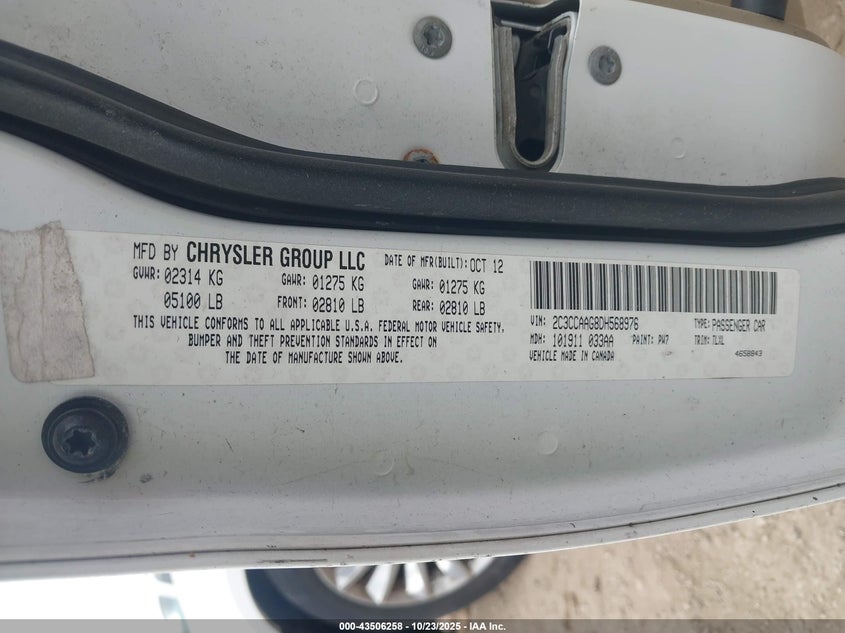 MFD BY CHRYSLER GROUP LLC DATE OF MFR(BUILT): OCT 12
GVWR: 02314 KG GAWR: 01275 KG GAWR: 01275 KG
05100 LB FRONT: 02810 LB REAR: 02810 LB
THIS VEHICLE CONFORMS TO ALL APPLICABLE U.S.A. FEDERAL MOTOR VEHICLE SAFETY,
BUMPER AND THEFT PREVENTION STANDARDS IN EFFECT ON
THE DATE OF MANUFACTURE SHOWN ABOVE.
VIN: 2C3CCAAG8DH568976 TYPE: PASSENGER CAR
MDH: 101911 033AA PAINT: PW7 TRIM: TLXL
VEHICLE MADE IN CANADA 4658843
000-43506258 - 10/23/2025 - IAA Inc.